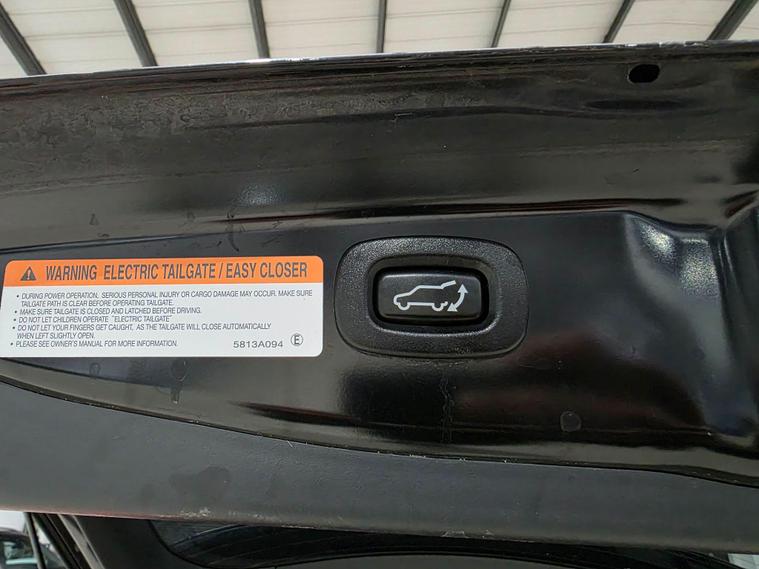 WARNING ELECTRIC TAILGATE / EASY CLOSER
• DURING POWER OPERATION, SERIOUS PERSONAL INJURY OR CARGO DAMAGE MAY OCCUR. MAKE SURE
TAILGATE PATH IS CLEAR BEFORE OPERATING TAILGATE.
• MAKE SURE TAILGATE IS CLOSED AND LATCHED BEFORE DRIVING.
• DO NOT LET CHILDREN OPERATE "ELECTRIC TAILGATE"
• DO NOT LET YOUR FINGERS GET CAUGHT, AS THE TAILGATE WILL CLOSE AUTOMATICALLY
WHEN LEFT SLIGHTLY OPEN.
• PLEASE SEE OWNER'S MANUAL FOR MORE INFORMATION.
5813A094 Ⓔ